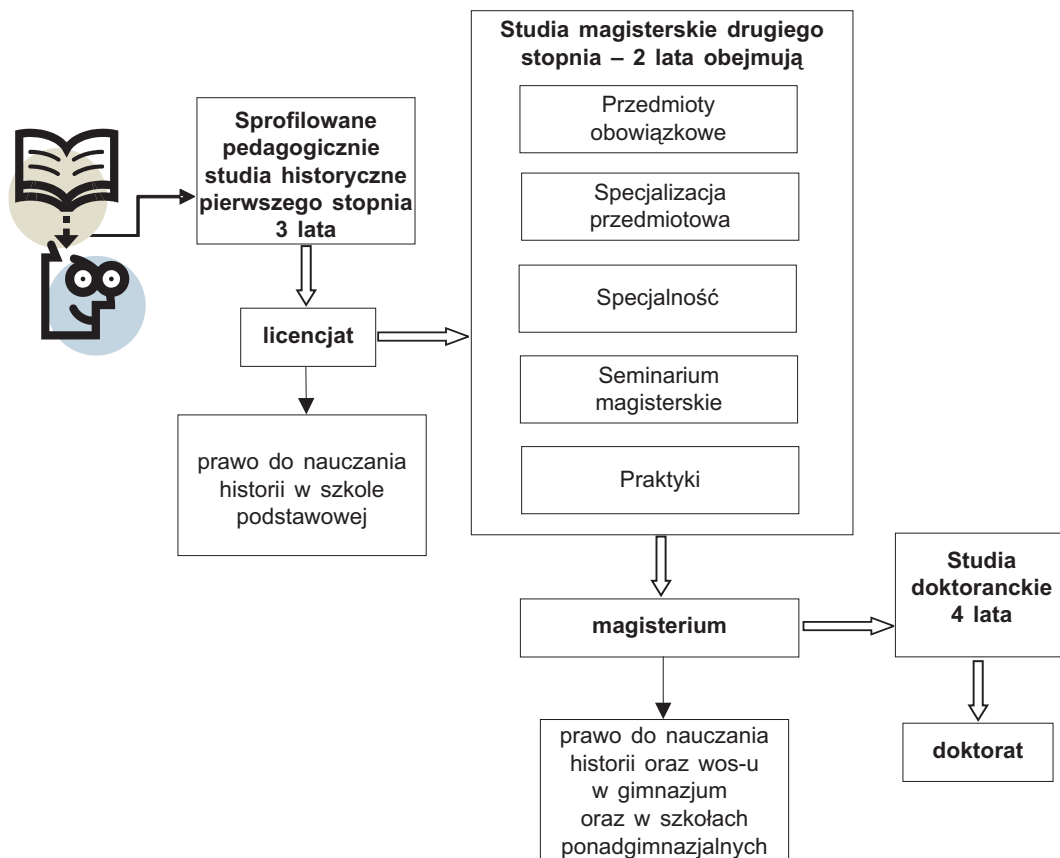 Sprofilowane
pedagogicznie
studia historyczne
pierwszego stopnia
3 lata
licencjat
prawo do nauczania
historii w szkole
podstawowej
Studia magisterskie drugiego
stopnia – 2 lata obejmują
Przedmioty
obowiązkowe
Specjalizacja
przedmiotowa
Specjalność
Seminarium
magisterskie
Praktyki
magisterium
prawo do nauczania
historii oraz wos-u
w gimnazjum
oraz w szkołach
ponadgimnazjalnych
Studia
doktoranckie
4 lata
doktorat